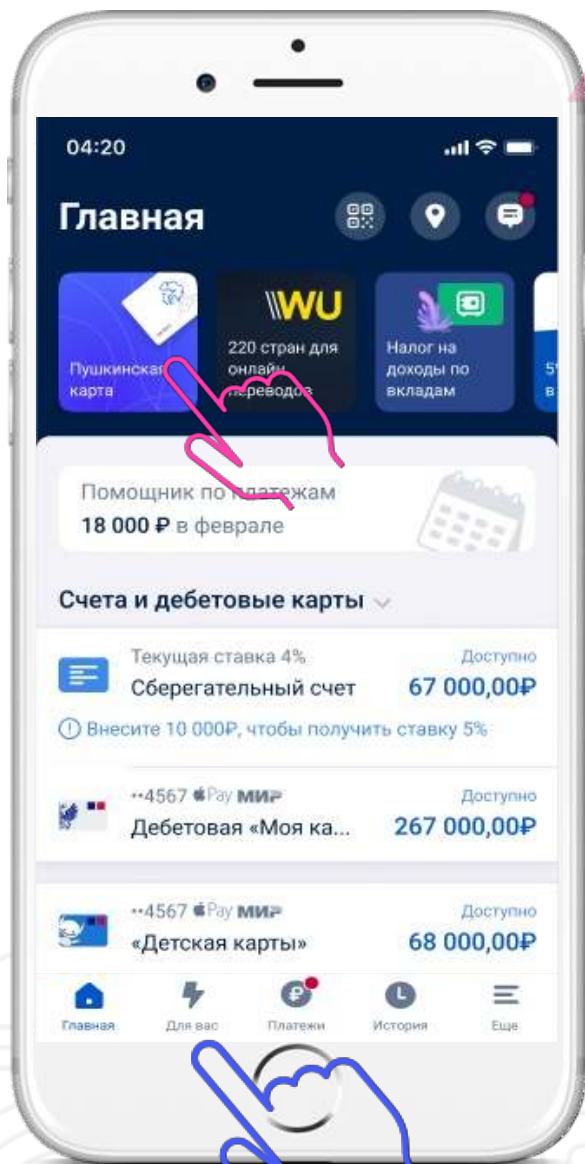 04:20
Главная
Пушкинская
карта
WU
220 стран для
онлайн
переводов
Налог на
доходы по
вкладам
5
в
Помощник по платежам
18 000 ₽ в феврале
Счета и дебетовые карты
Текущая ставка 4%
Доступно
Сберегательный счет
67 000,00₽
Внесите 10 000₽, чтобы получить ставку 5%
••4567 Pay МИР
Доступно
Дебетовая «Моя ка...
267 000,00₽
••4567 Pay МИР
Доступно
«Детская карты»
68 000,00₽
Главная
Для вас
Платежи
История
Еще